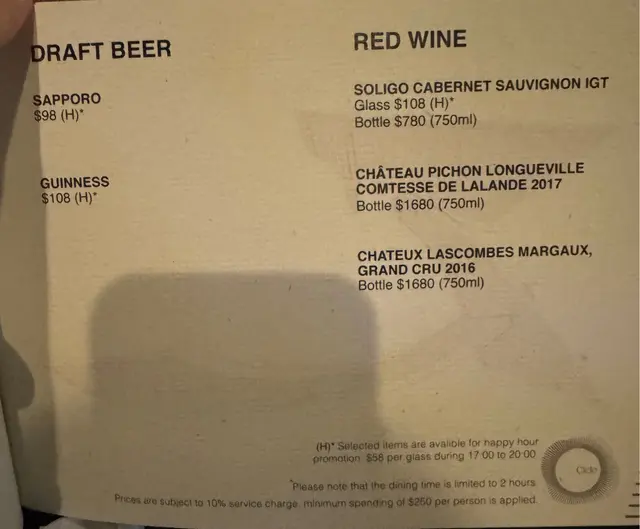 DRAFT BEER
SAPPORO
$98 (H)*
GUINNESS
$108 (H)*
RED WINE
SOLIGO CABERNET SAUVIGNON IGT
Glass $108 (H)*
Bottle $780 (750ml)
CHÂTEAU PICHON LONGUEVILLE
COMTESSE DE LALANDE 2017
Bottle $1680 (750ml)
CHATEUX LASCOMBES MARGAUX,
GRAND CRU 2016
Bottle $1680 (750ml)
(H)* Selected items are avalible for happy hour
promotion. $58 per glass during 17:00 to 20:00
*Please note that the dining time is limited to 2 hours.
Prices are subject to 10% service charge, minimum spending of $250 per person is applied.